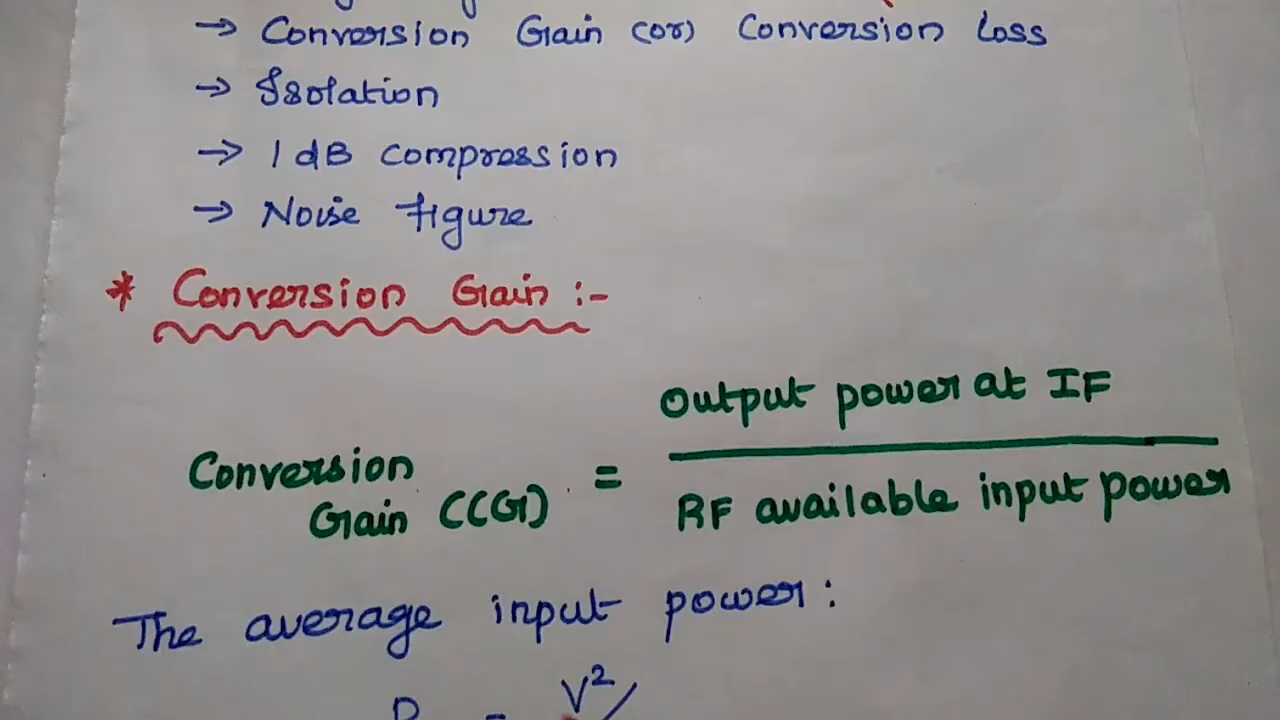 → Conversion Gain (or) Conversion Loss
→ Isolation
→ 1 dB compression
→ Noise figure
* Conversion Gain :-
Output power at IF
Conversion
Gain (CG) = RF available input power
The average input power :
P = V²/